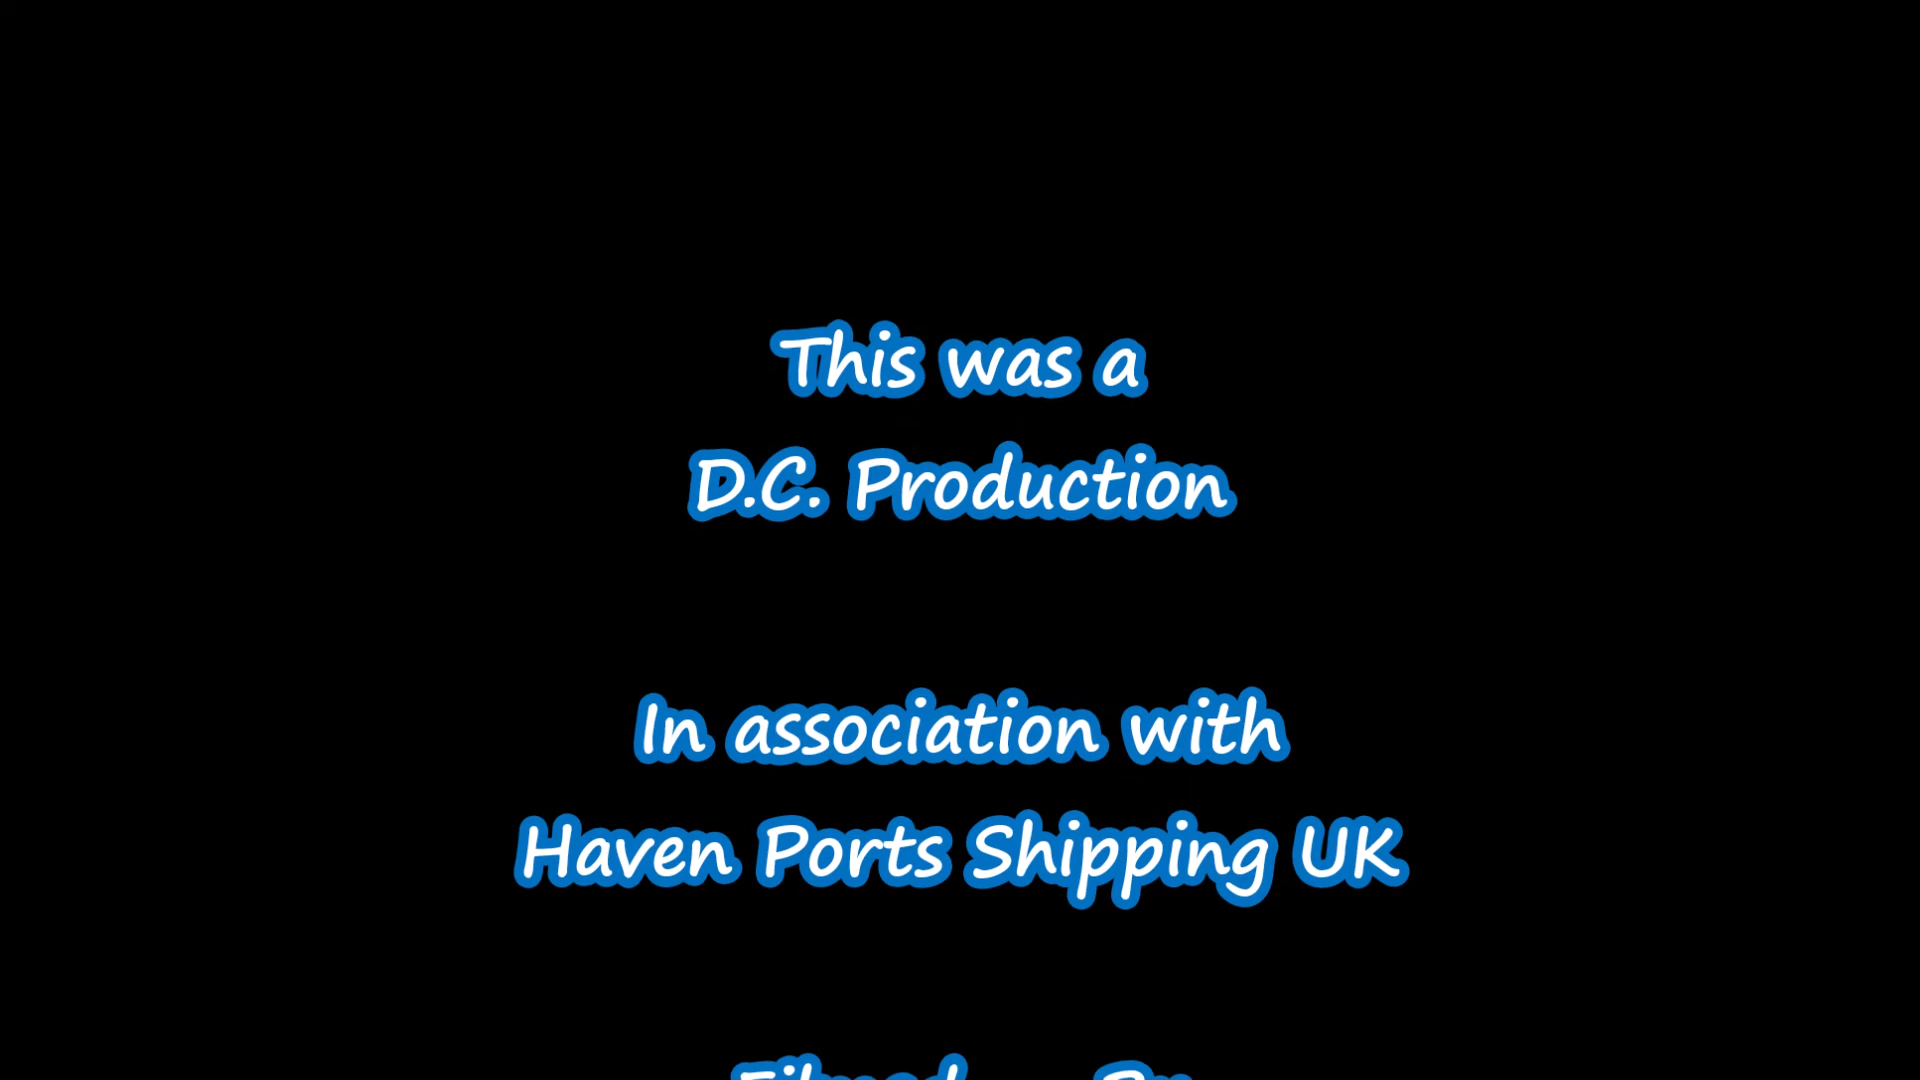 This was a
D.C. Production
In association with
Haven Ports Shipping UK